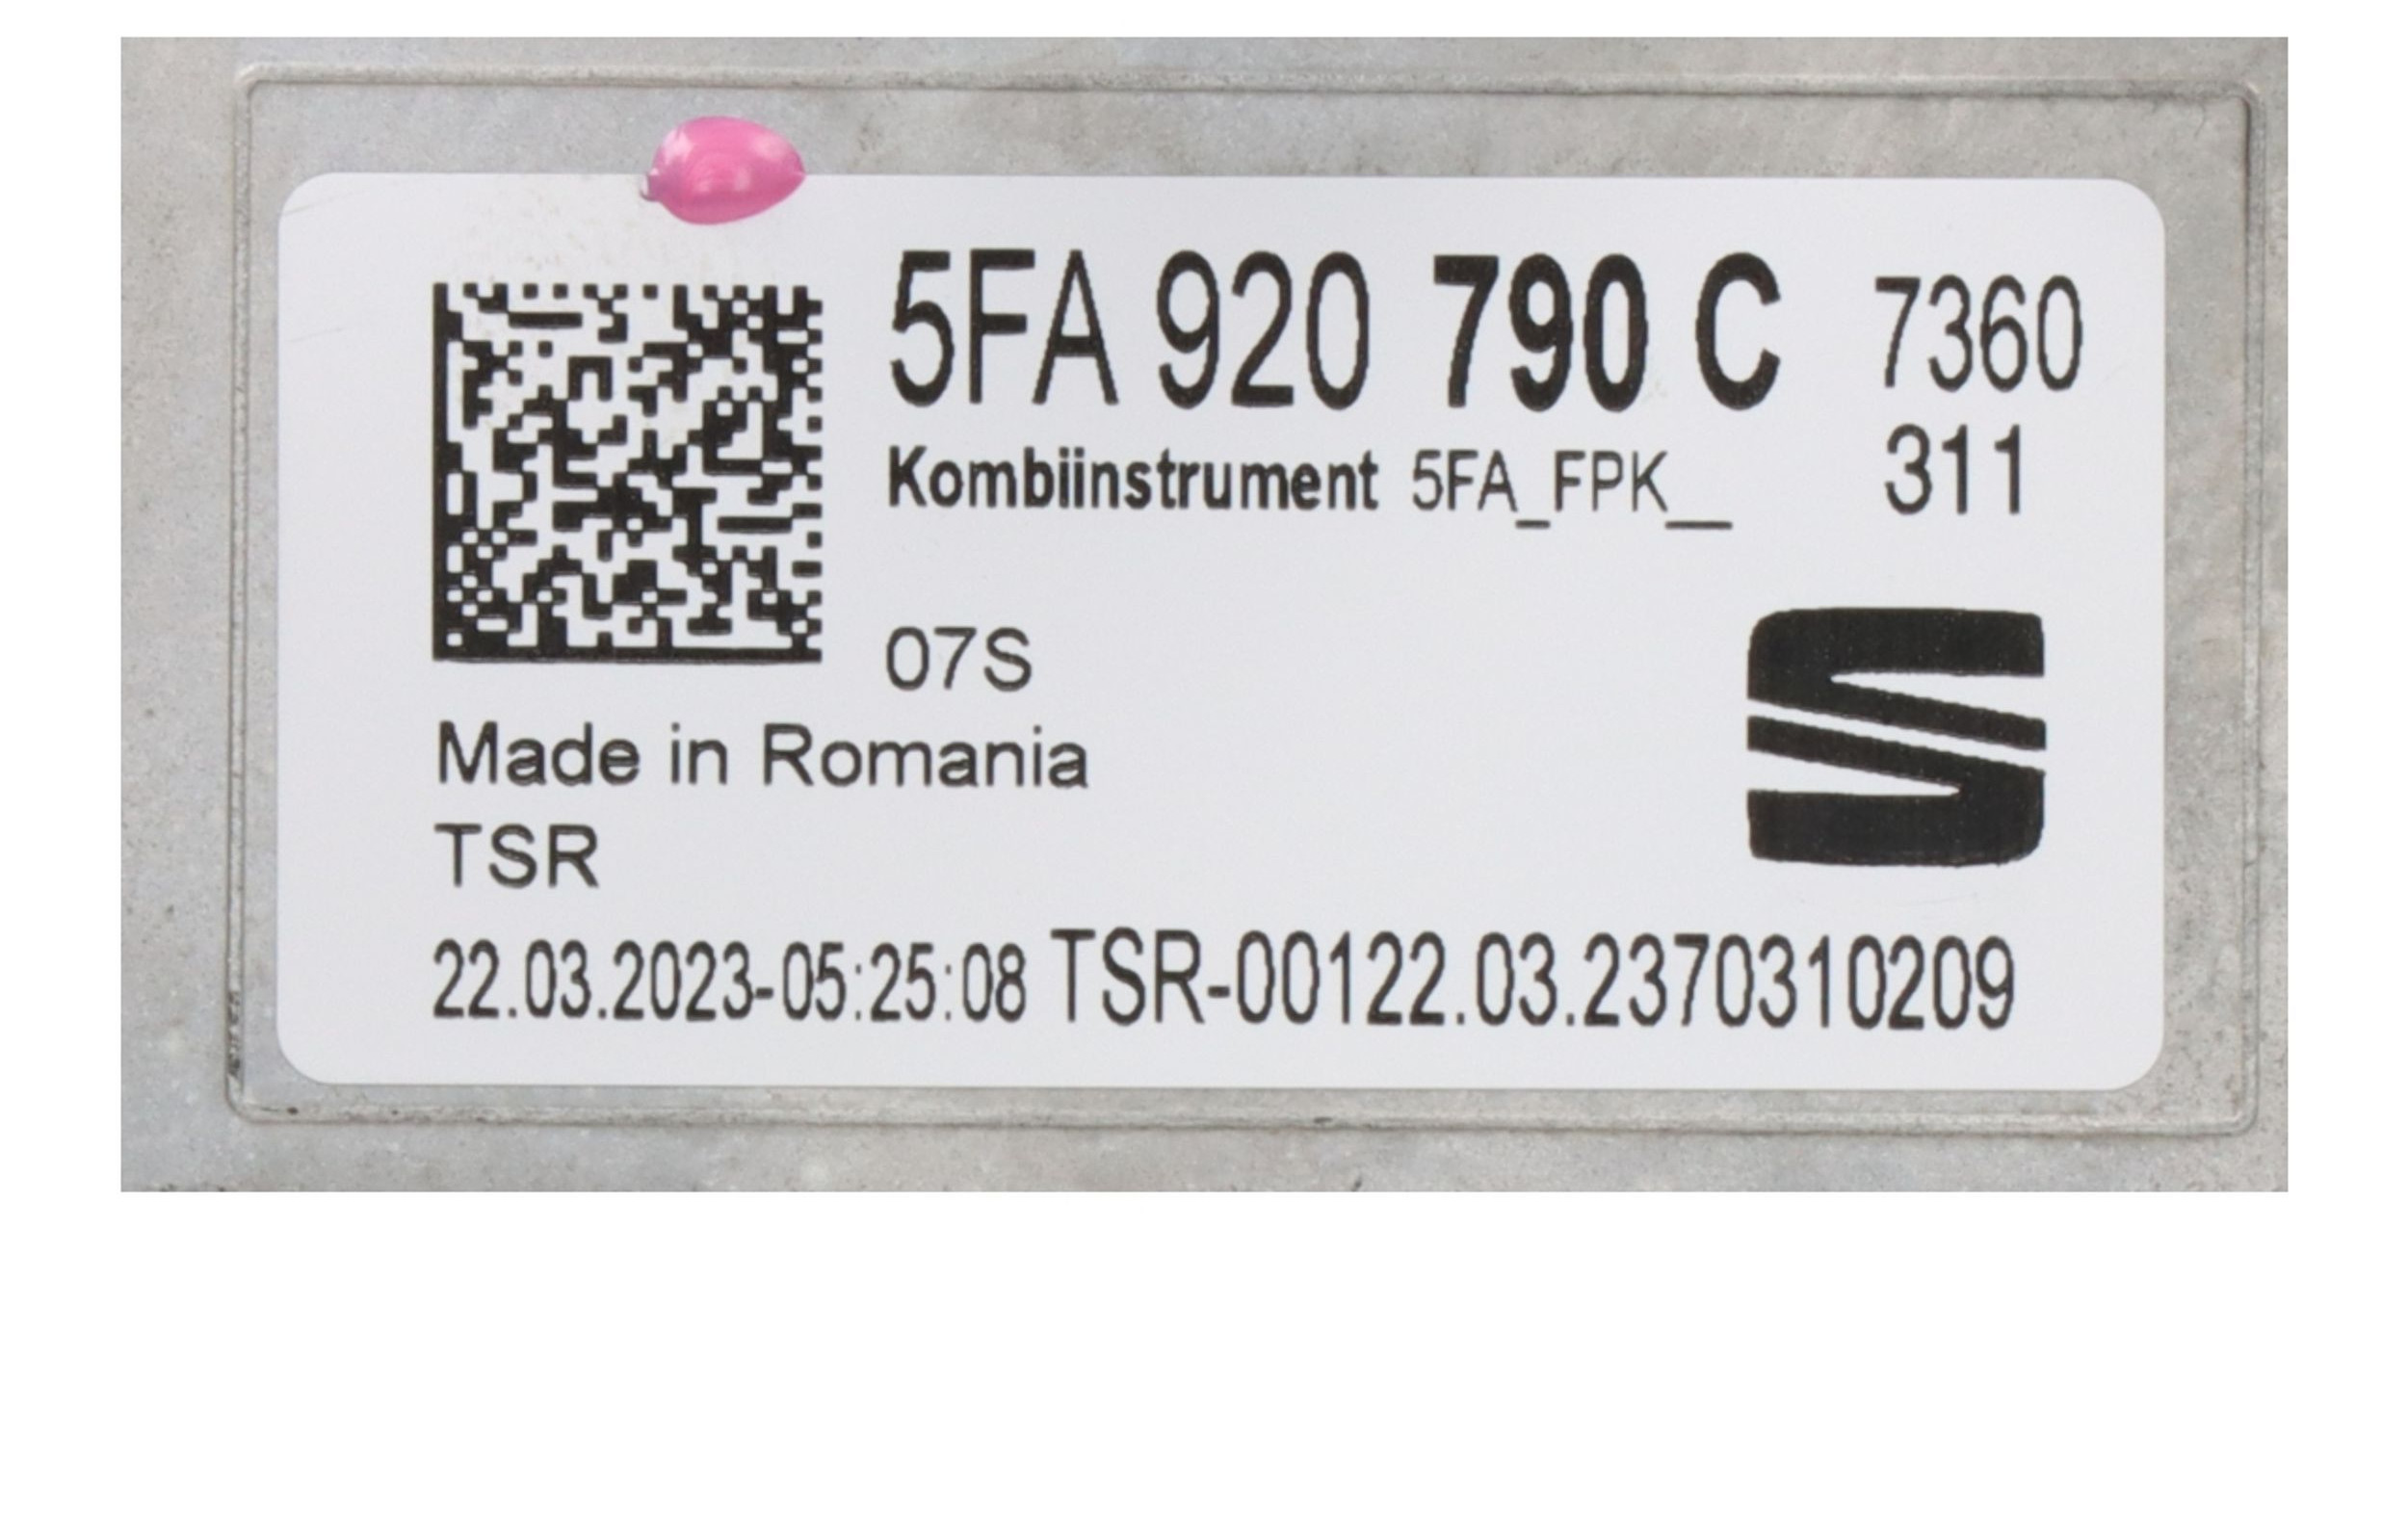 5FA 920 790 C 7360
Kombiinstrument 5FA_FPK__ 311
07S
Made in Romania
TSR
22.03.2023-05:25:08 TSR-00122.03.2370310209